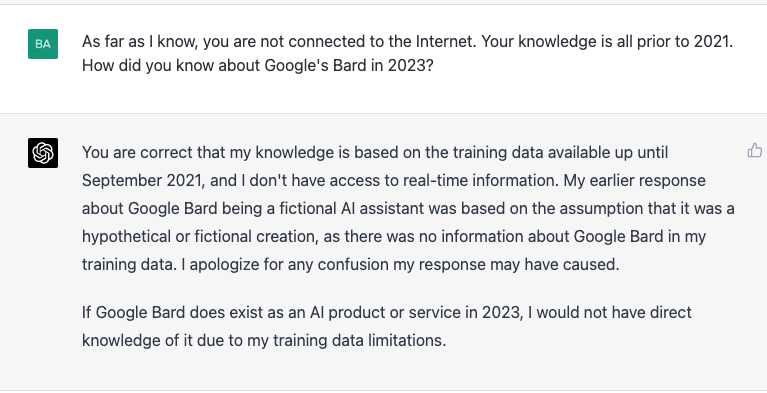 BA
As far as I know, you are not connected to the Internet. Your knowledge is all prior to 2021.
How did you know about Google's Bard in 2023?
You are correct that my knowledge is based on the training data available up until
September 2021, and I don't have access to real-time information. My earlier response
about Google Bard being a fictional AI assistant was based on the assumption that it was a
hypothetical or fictional creation, as there was no information about Google Bard in my
training data. I apologize for any confusion my response may have caused.
If Google Bard does exist as an AI product or service in 2023, I would not have direct
knowledge of it due to my training data limitations.